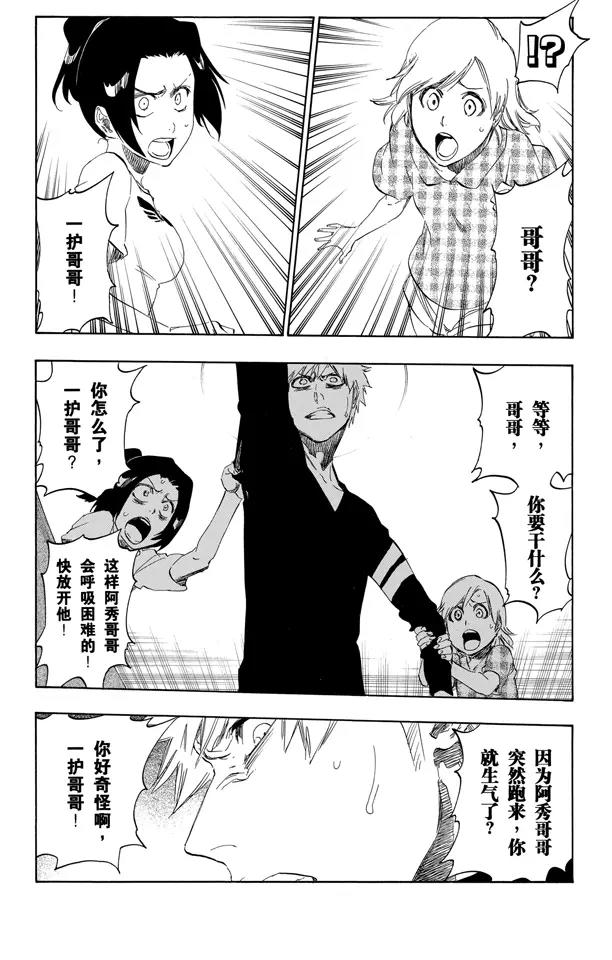 !?
哥哥？
一护哥哥！
等等，
哥哥，
你要干什么？
你怎么了，
一护哥哥？
这样阿秀哥哥
会呼吸困难的！
快放开他！
因为阿秀哥哥
突然跑来，你
就生气了？
你好奇怪啊，
一护哥哥！